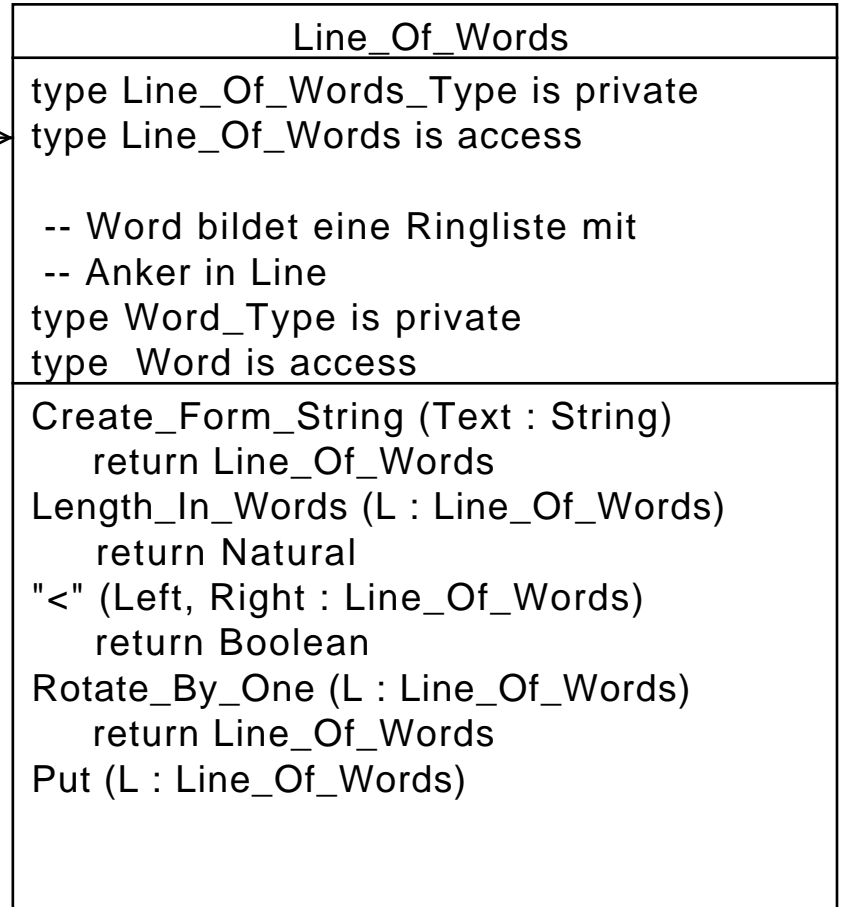 Line_Of_Words
type Line_Of_Words_Type is private
type Line_Of_Words is access
-- Word bildet eine Ringliste mit
-- Anker in Line
type Word_Type is private
type  Word is access
Create_Form_String (Text : String)
return Line_Of_Words
Length_In_Words (L : Line_Of_Words)
return Natural
"<" (Left, Right : Line_Of_Words)
return Boolean
Rotate_By_One (L : Line_Of_Words)
return Line_Of_Words
Put (L : Line_Of_Words)